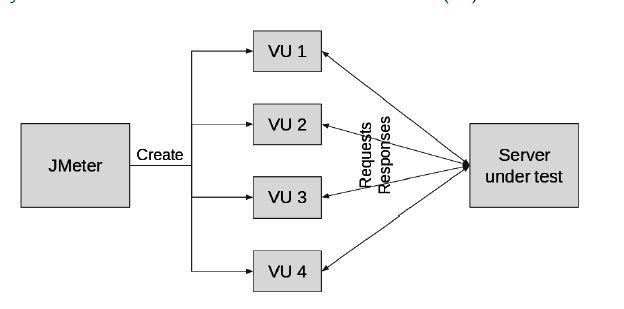 VU 1
VU 2
JMeter
Create
Requests
Responses
Server
under test
VU 3
VU 4